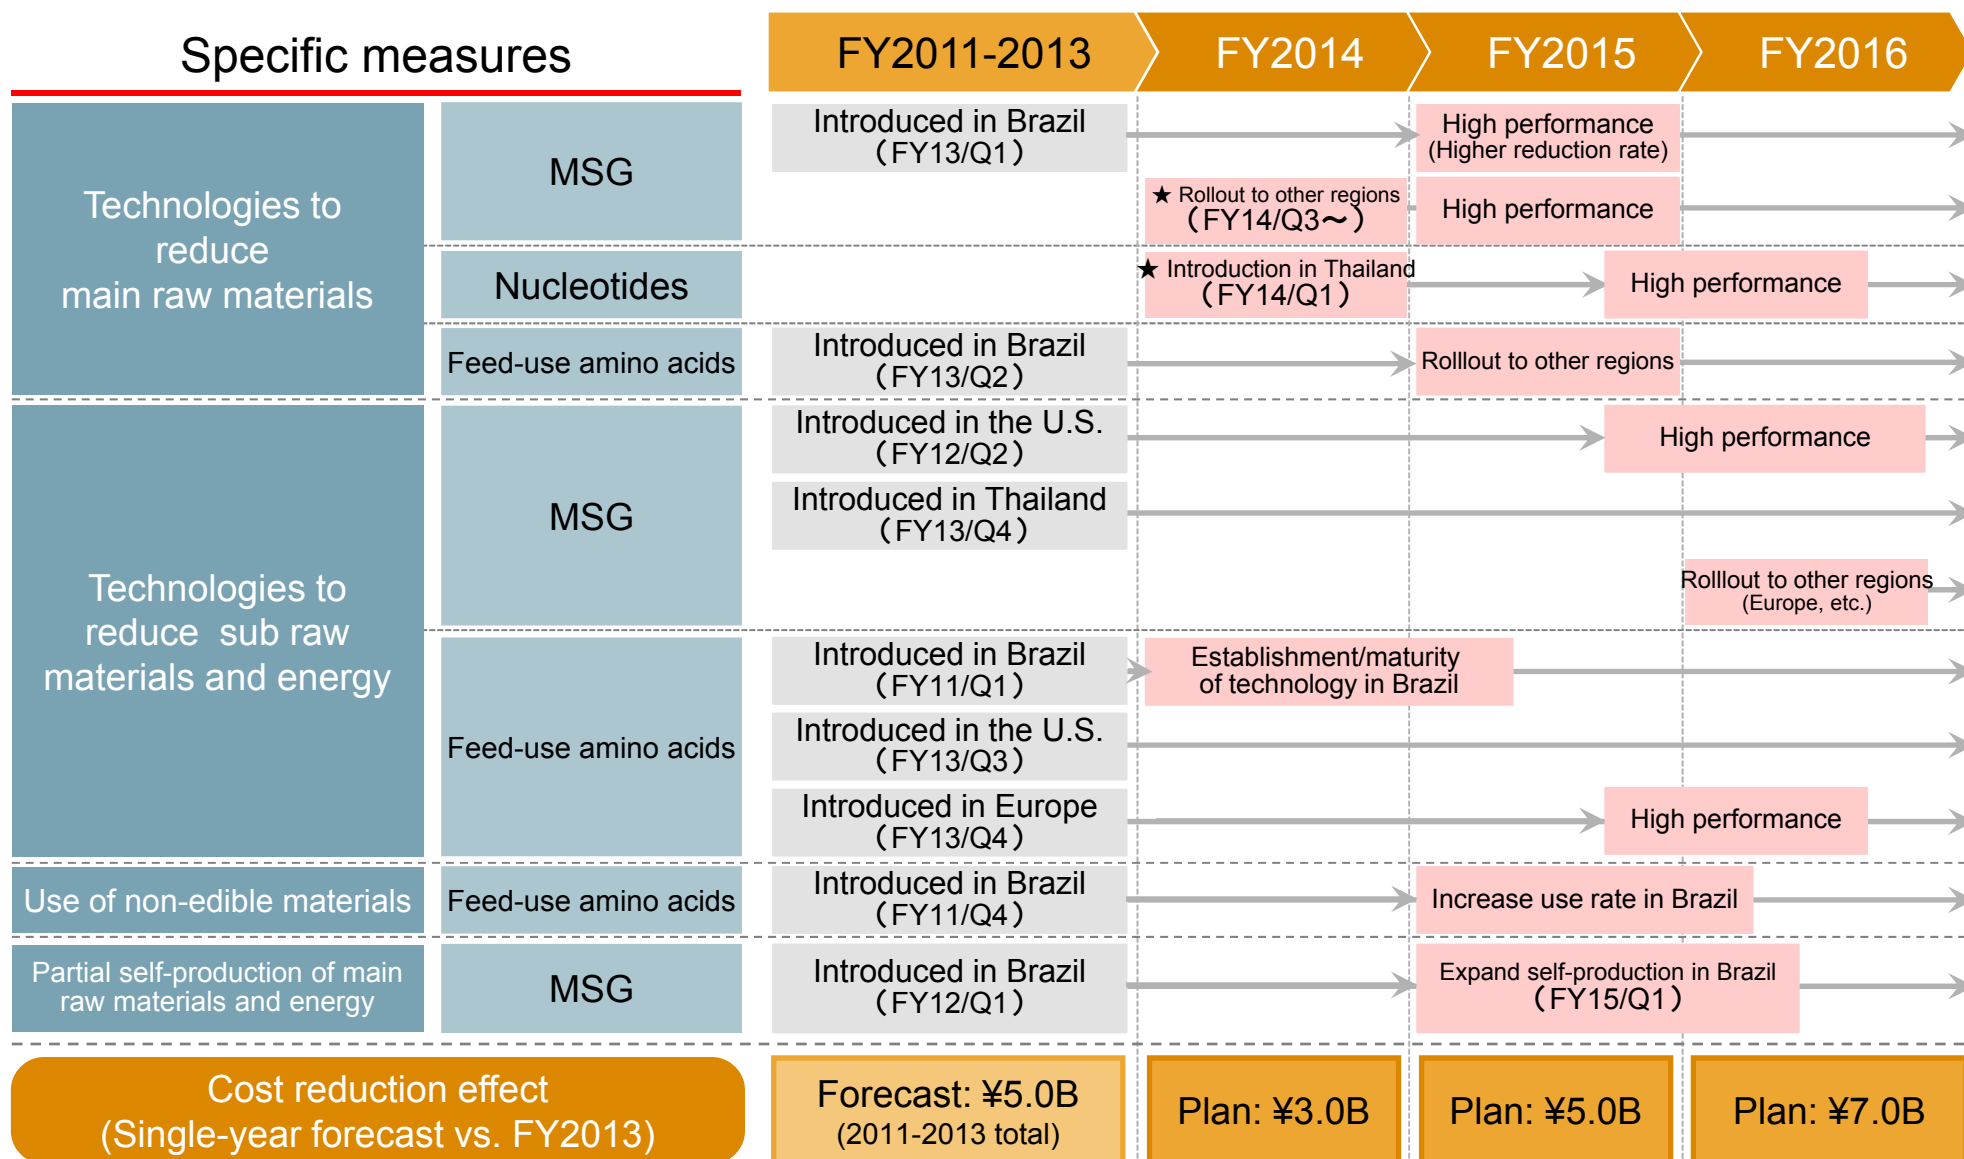 Specific measures
FY2011-2013
FY2014
FY2015
FY2016
Technologies to
reduce
main raw materials
MSG
Introduced in Brazil
（FY13/Q1）
High performance
(Higher reduction rate)
★ Rollout to other regions
（FY14/Q3～）
High performance
Nucleotides
★ Introduction in Thailand
（FY14/Q1）
High performance
Feed-use amino acids
Introduced in Brazil
（FY13/Q2）
Rolllout to other regions
Technologies to
reduce sub raw
materials and energy
MSG
Introduced in the U.S.
（FY12/Q2）
High performance
Introduced in Thailand
（FY13/Q4）
Rolllout to other regions
(Europe, etc.)
Feed-use amino acids
Introduced in Brazil
（FY11/Q1）
Establishment/maturity
of technology in Brazil
Introduced in the U.S.
（FY13/Q3）
Introduced in Europe
（FY13/Q4）
High performance
Use of non-edible materials
Feed-use amino acids
Introduced in Brazil
（FY11/Q4）
Increase use rate in Brazil
Partial self-production of main
raw materials and energy
MSG
Introduced in Brazil
（FY12/Q1）
Expand self-production in Brazil
（FY15/Q1）
Cost reduction effect
(Single-year forecast vs. FY2013)
Forecast: ¥5.0B
(2011-2013 total)
Plan: ¥3.0B
Plan: ¥5.0B
Plan: ¥7.0B